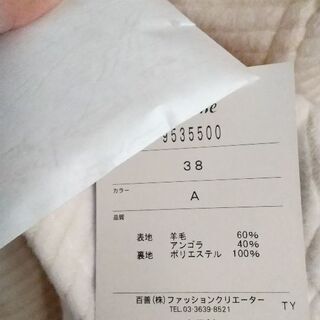 9535500
38
カラー
A
品質
表地 羊毛 60%
アンゴラ 40%
裏地 ポリエステル 100%
百善(株)ファッションクリエーター
TEL.03-3639-8521
TY